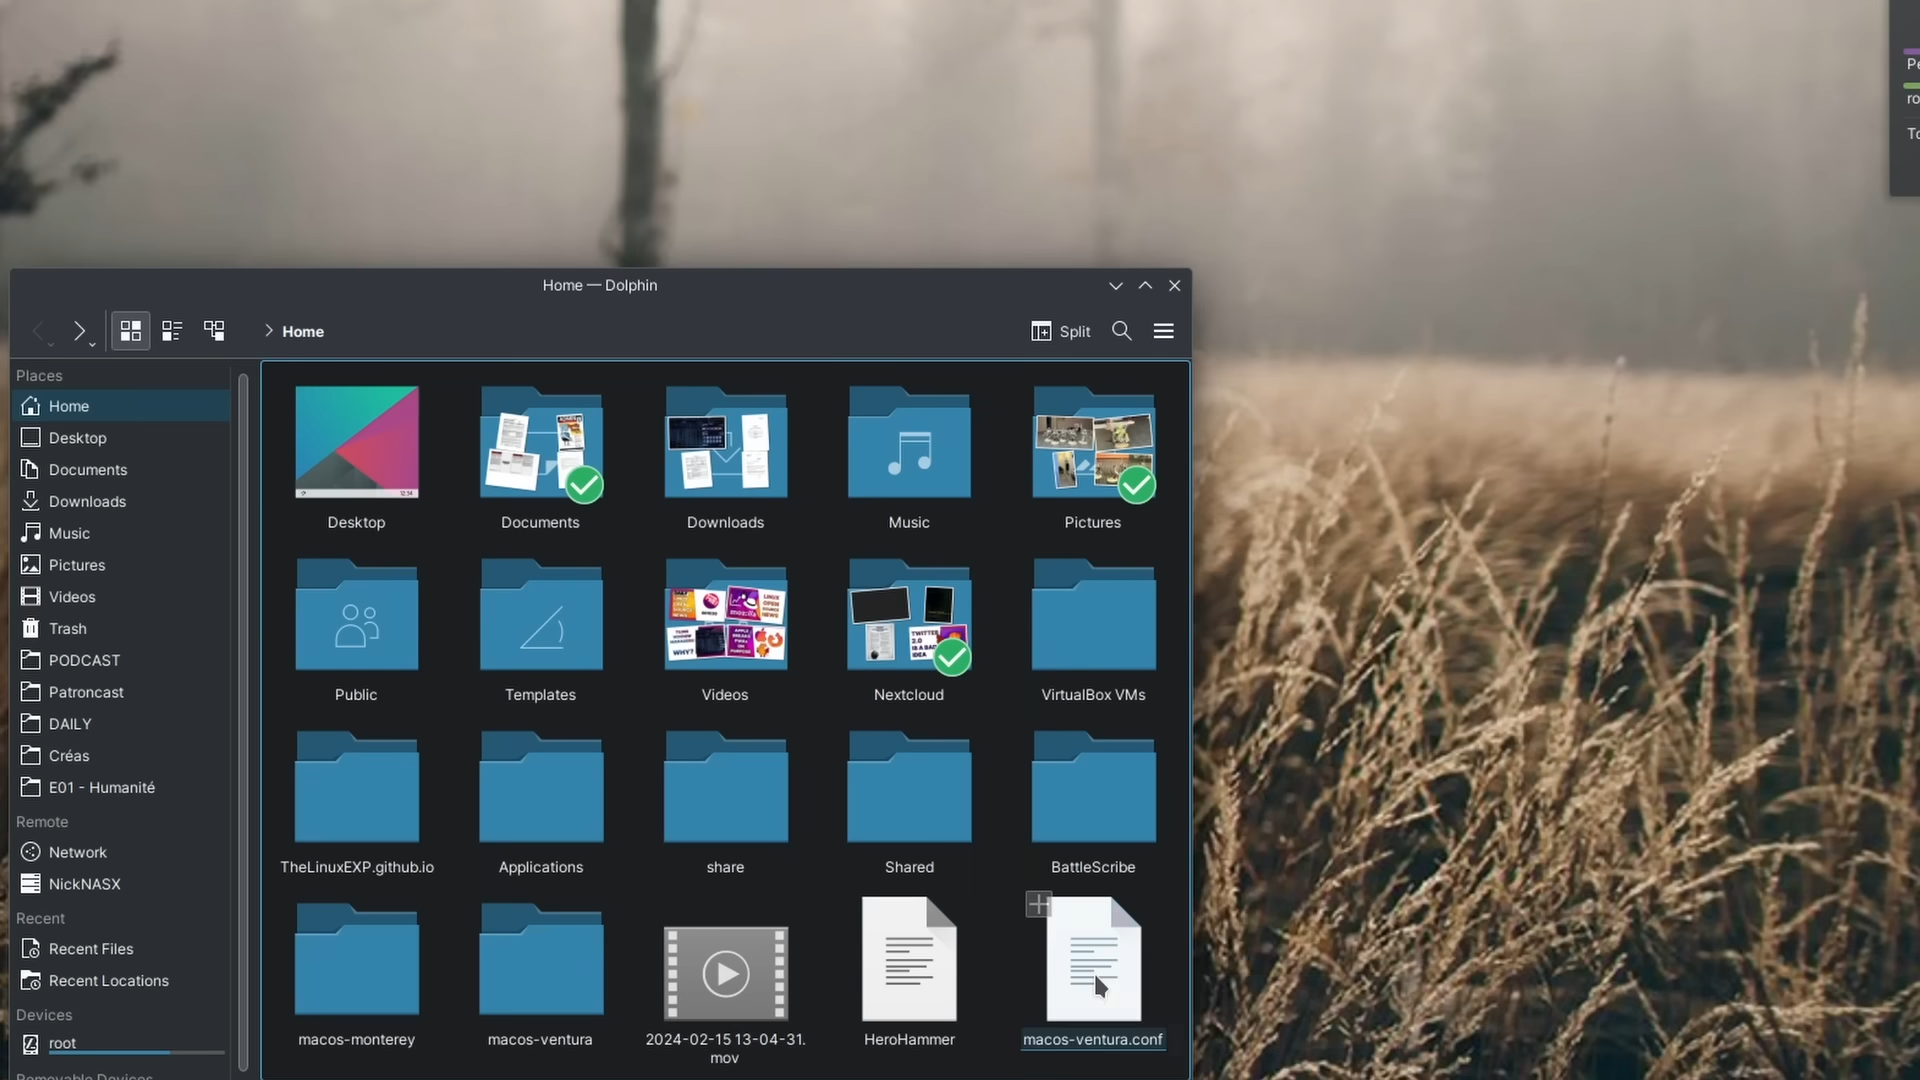 Home — Dolphin
Home
Split
Places
Home
Desktop
Documents
Downloads
Music
Pictures
Videos
Trash
PODCAST
Patroncast
DAILY
Créas
E01 - Humanité
Remote
Network
NickNASX
Recent
Recent Files
Recent Locations
Devices
root
Removable Devices
Desktop
Documents
Downloads
Music
Pictures
Public
Templates
Videos
Nextcloud
VirtualBox VMs
TheLinuxEXP.github.io
Applications
share
Shared
BattleScribe
macos-monterey
macos-ventura
2024-02-15 13-04-31.
mov
HeroHammer
macos-ventura.conf